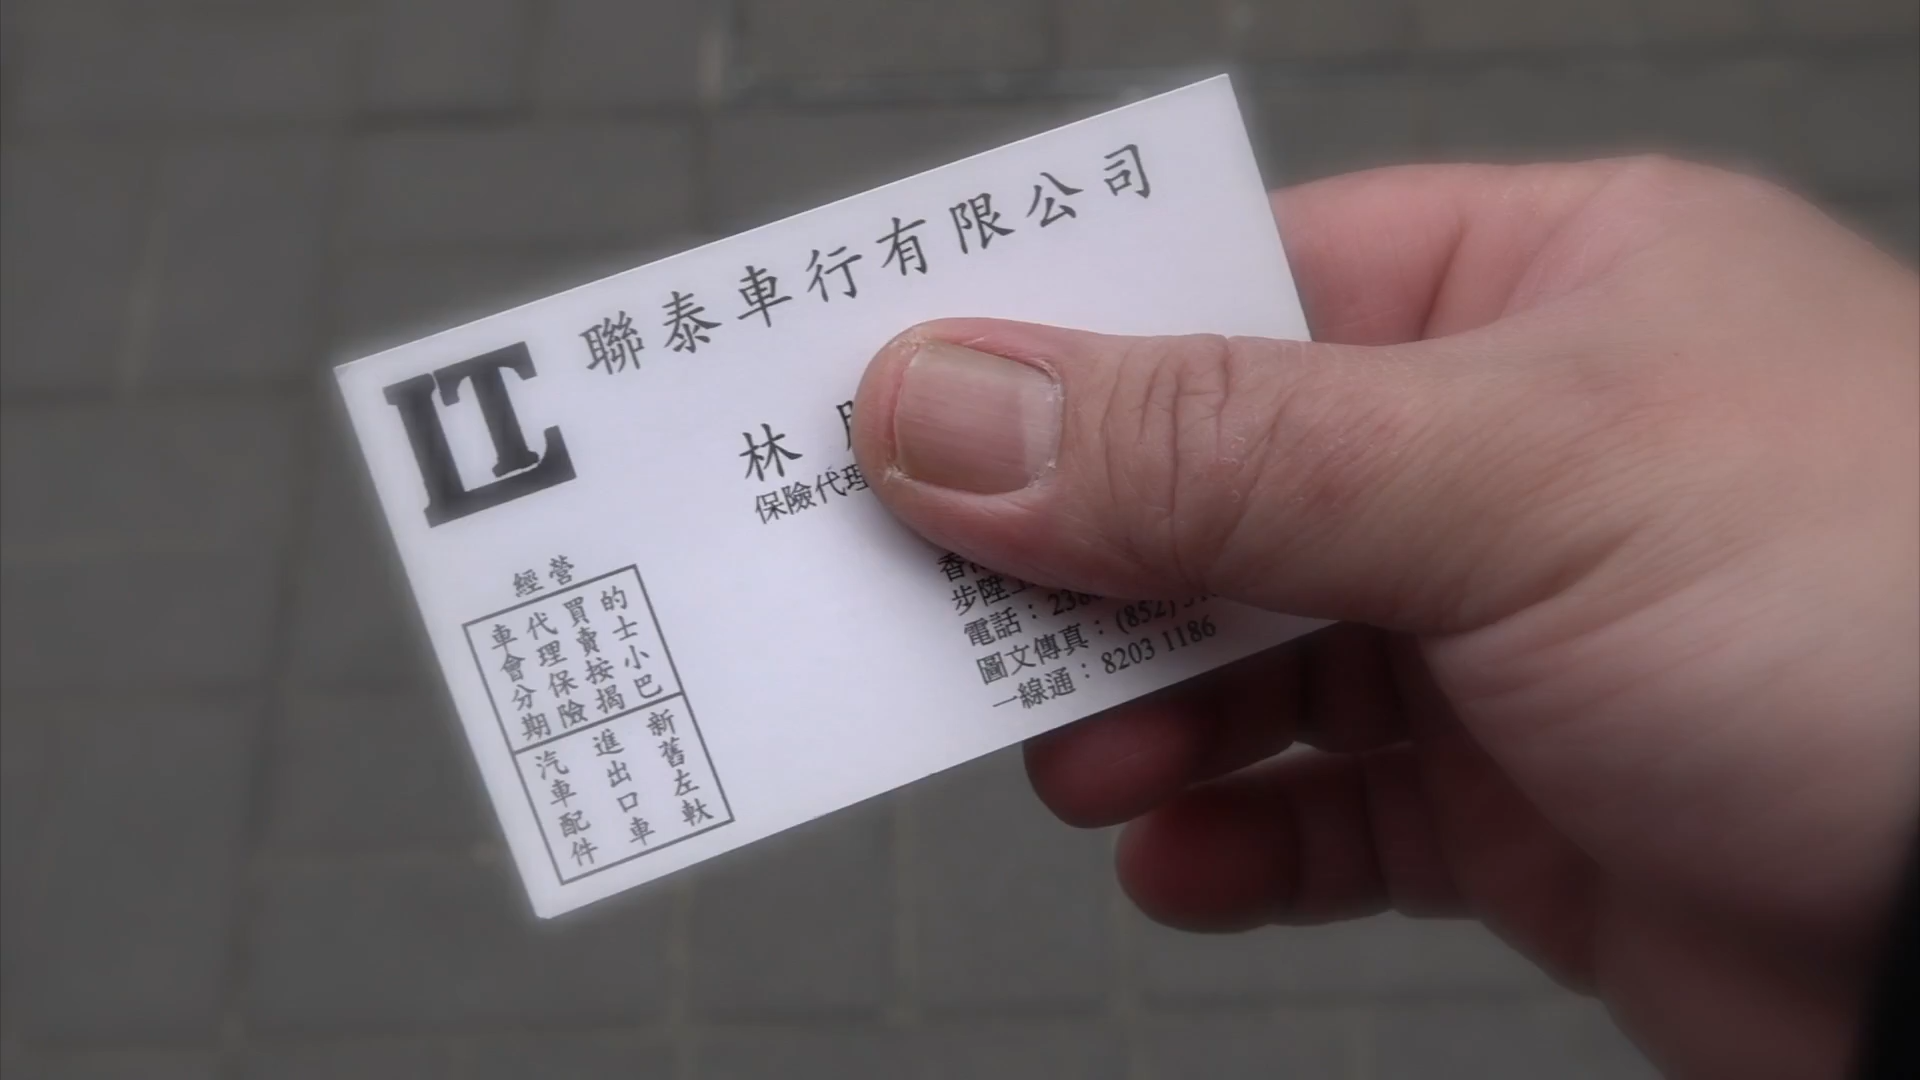 聯泰車行有限公司
LT
林
保險代理
香
步陞
電話：238
圖文傳真：(852) 
一線通：8203 1186
經營
的士小巴
買賣按揭
代理保險
車會分期
新舊左軚
進出口車
汽車配件